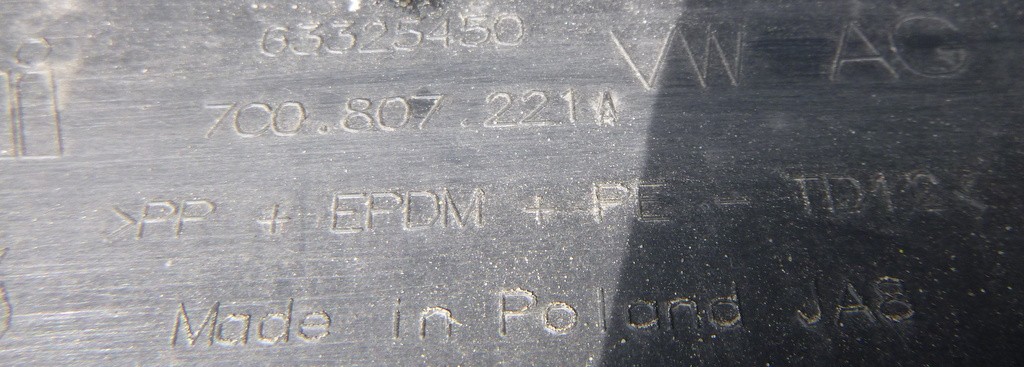 63325450 VW AG
7C0.807.221A
>PP + EPDM + PE - TD12<
Made in Poland JA8